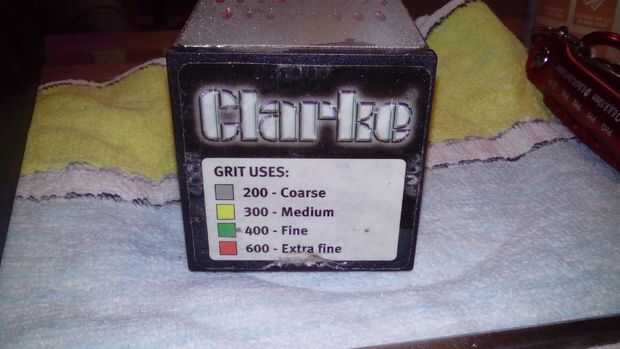 Clarke
GRIT USES:
200 - Coarse
300 - Medium
400 - Fine
600 - Extra fine